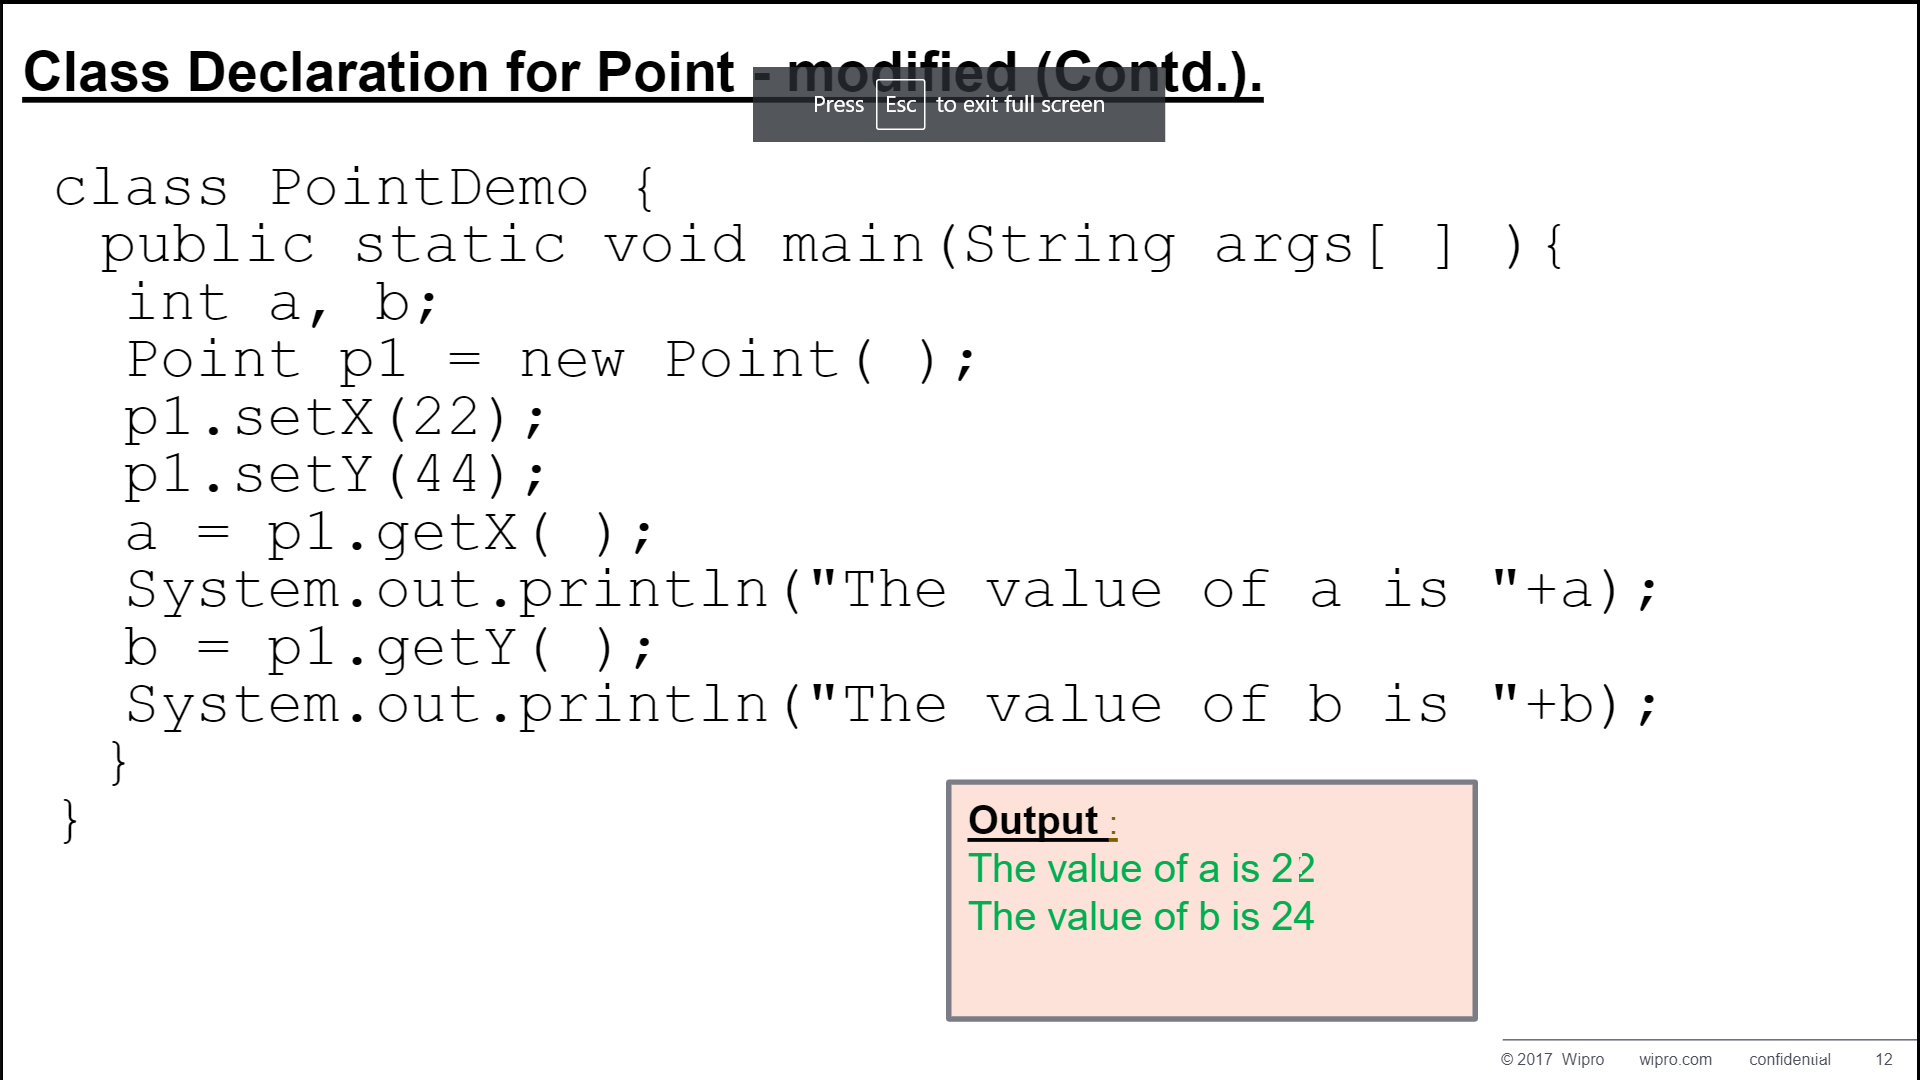 Class Declaration for Point - modified (Contd.).
Press Esc to exit full screen
class PointDemo {
public static void main(String args[ ] ){
int a, b;
Point p1 = new Point( );
p1.setX(22);
p1.setY(44);
a = p1.getX( );
System.out.println("The value of a is "+a);
b = p1.getY( );
System.out.println("The value of b is "+b);
}
}
Output :
The value of a is 22
The value of b is 24
© 2017 Wipro wipro.com confidential 12